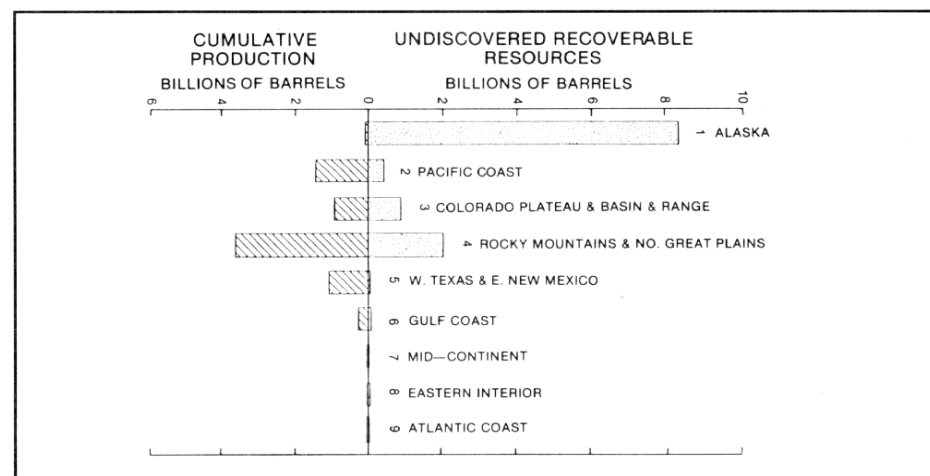 CUMULATIVE PRODUCTION
BILLIONS OF BARRELS
UNDISCOVERED RECOVERABLE RESOURCES
BILLIONS OF BARRELS
6 4 2 0 2 4 6 8 10
1 ALASKA
2 PACIFIC COAST
3 COLORADO PLATEAU & BASIN & RANGE
4 ROCKY MOUNTAINS & NO. GREAT PLAINS
5 W. TEXAS & E. NEW MEXICO
6 GULF COAST
7 MID—CONTINENT
8 EASTERN INTERIOR
9 ATLANTIC COAST